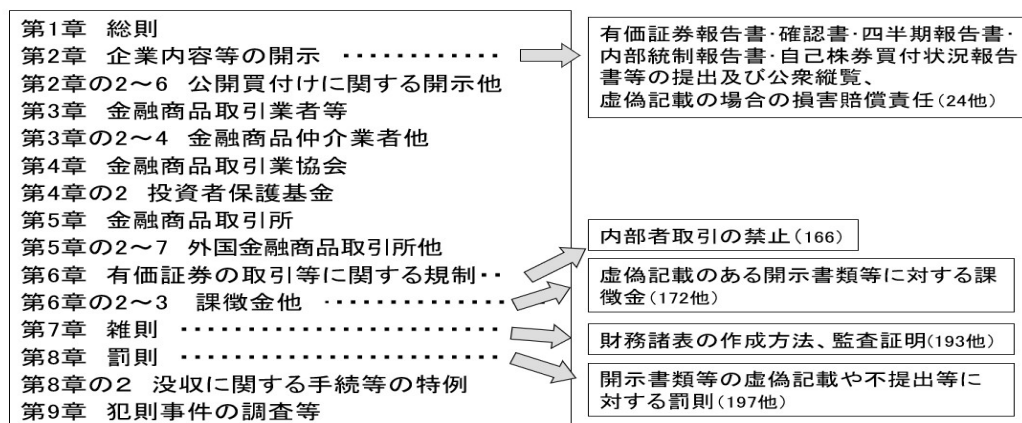 第1章 総則
第2章 企業内容等の開示 ・・・・・・・・・・
第2章の2～6 公開買付けに関する開示他
第3章 金融商品取引業者等
第3章の2～4 金融商品仲介業者他
第4章 金融商品取引業協会
第4章の2 投資者保護基金
第5章 金融商品取引所
第5章の2～7 外国金融商品取引所他
第6章 有価証券の取引等に関する規制・・
第6章の2～3 課徴金他 ・・・・・・・・・・・・
第7章 雑則 ・・・・・・・・・・・・・・・・・・・・・
第8章 罰則 ・・・・・・・・・・・・・・・・・・・・・
第8章の2 没収に関する手続等の特例
第9章 犯則事件の調査等
有価証券報告書・確認書・四半期報告書・
内部統制報告書・自己株券買付状況報告
書等の提出及び公衆縦覧、
虚偽記載の場合の損害賠償責任(24他)
内部者取引の禁止(166)
虚偽記載のある開示書類等に対する課
徴金(172他)
財務諸表の作成方法、監査証明(193他)
開示書類等の虚偽記載や不提出等に
対する罰則(197他)